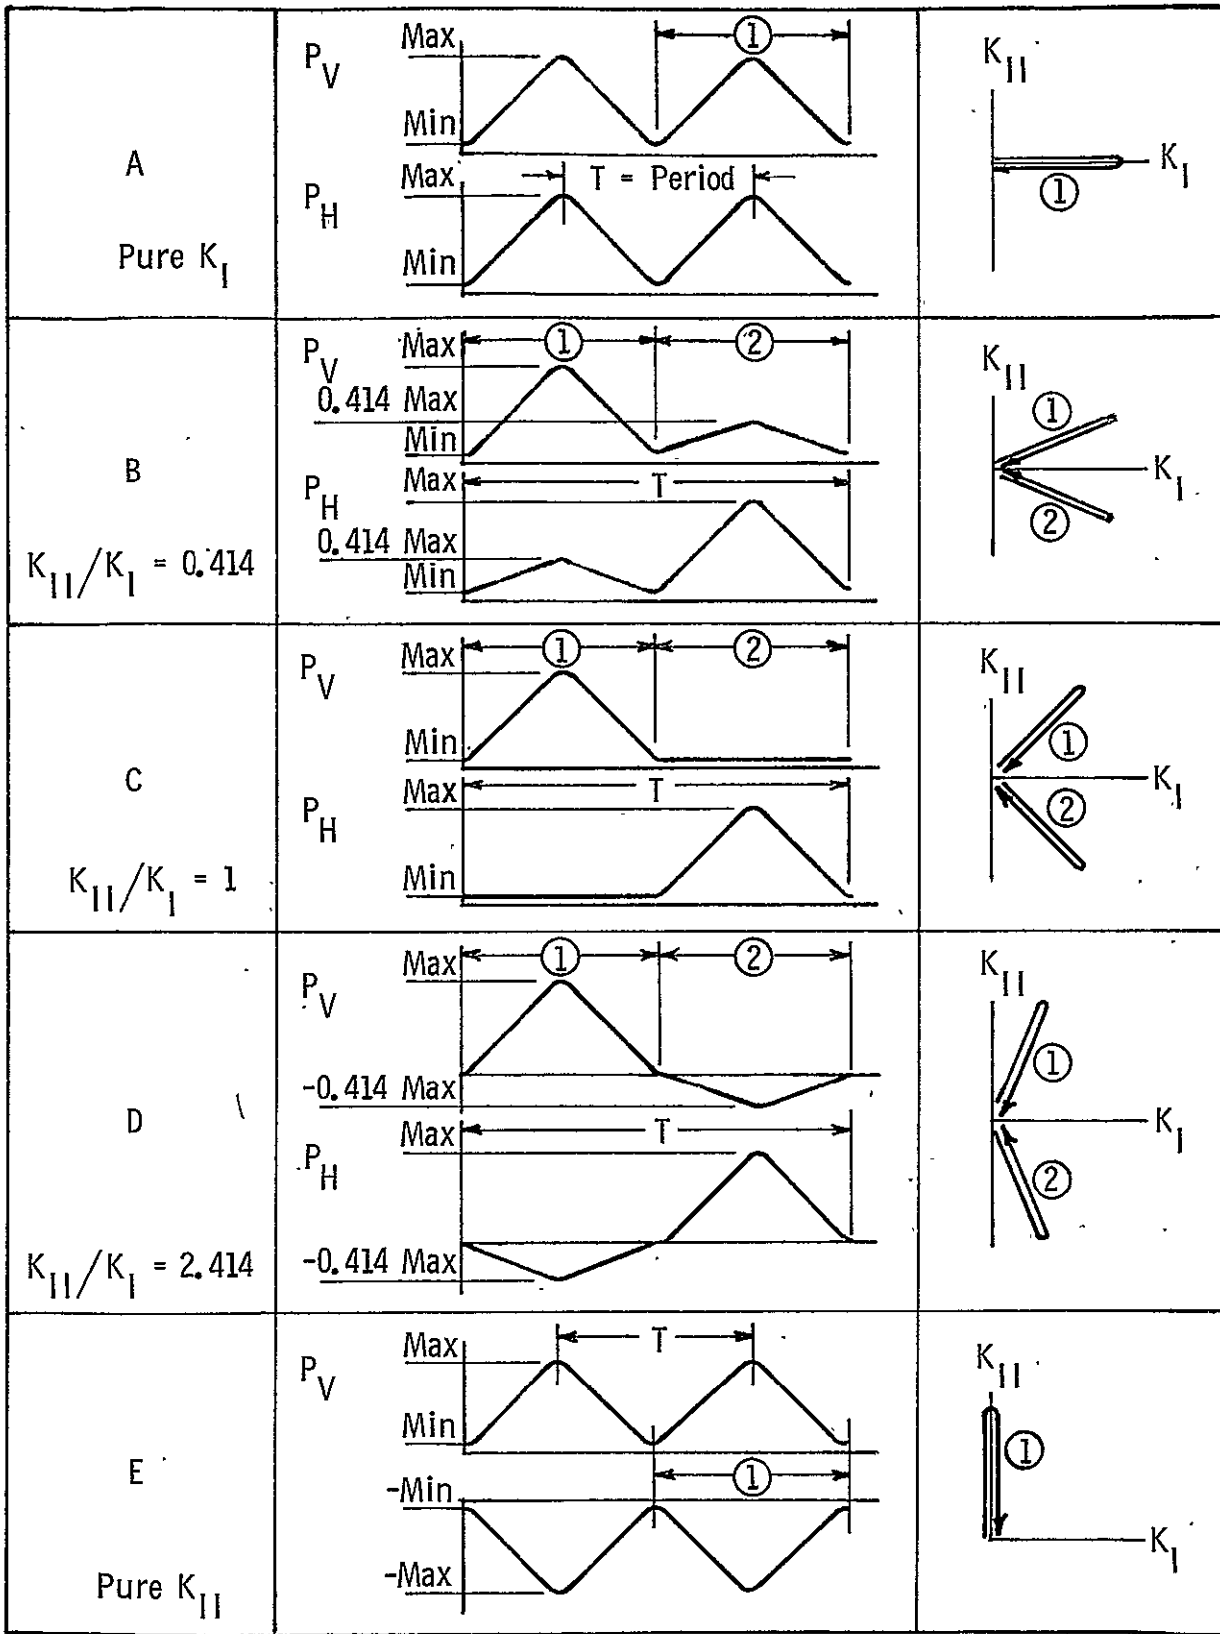 A
Pure K_I
P_V
Max
①
Min
P_H
Max
T = Period
Min
K_II
K_I
①
B
K_II/K_I = 0.414
P_V
Max
①
②
0.414 Max
Min
P_H
Max
T
0.414 Max
Min
K_II
①
K_I
②
C
K_II/K_I = 1
P_V
Max
①
②
Min
P_H
Max
T
Min
K_II
①
K_I
②
D
K_II/K_I = 2.414
P_V
Max
①
②
-0.414 Max
P_H
Max
T
-0.414 Max
K_II
①
K_I
②
E
Pure K_II
P_V
Max
T
Min
-Min
①
-Max
K_II
①
K_I